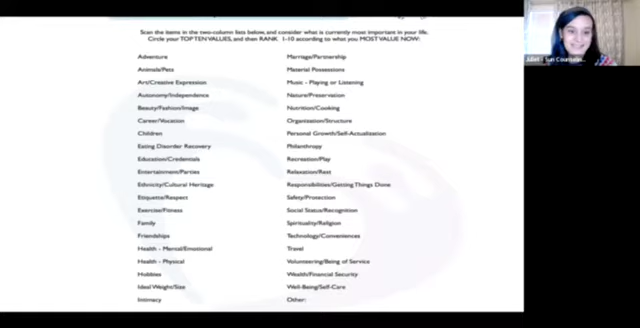 Scan the items in the two-column lists below, and consider what is currently most important in your life.
Circle your TOP TEN VALUES, and then RANK 1-10 according to what you MOST VALUE NOW:
Adventure
Animals/Pets
Art/Creative Expression
Autonomy/Independence
Beauty/Fashion/Image
Career/Vocation
Children
Eating Disorder Recovery
Education/Credentials
Entertainment/Parties
Ethnicity/Cultural Heritage
Etiquette/Respect
Exercise/Fitness
Family
Friendships
Health - Mental/Emotional
Health - Physical
Hobbies
Ideal Weight/Size
Intimacy
Marriage/Partnership
Material Possessions
Music - Playing or Listening
Nature/Preservation
Nutrition/Cooking
Organization/Structure
Personal Growth/Self-Actualization
Philanthropy
Recreation/Play
Relaxation/Rest
Responsibilities/Getting Things Done
Safety/Protection
Social Status/Recognition
Spirituality/Religion
Technology/Conveniences
Travel
Volunteering/Being of Service
Wealth/Financial Security
Well-Being/Self-Care
Other: